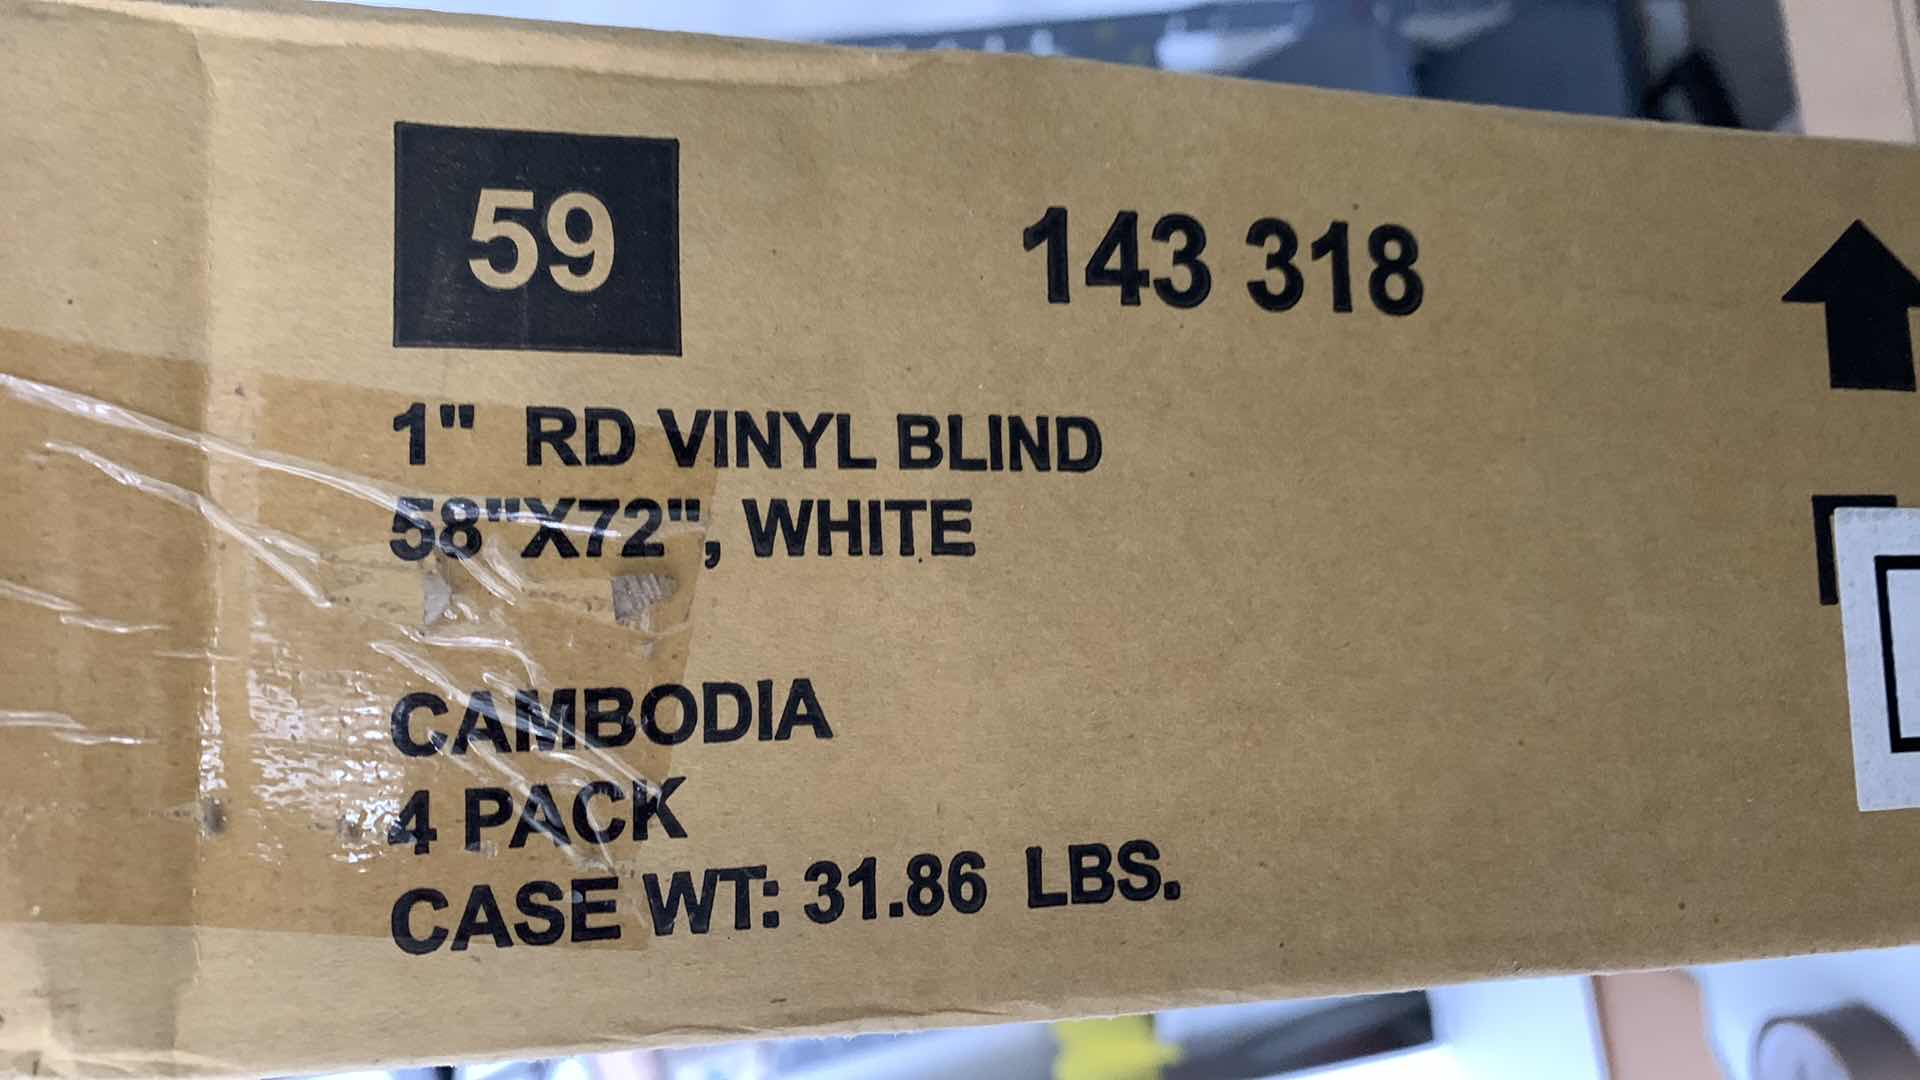 59
143 318
1" RD VINYL BLIND
58"X72", WHITE
CAMBODIA
4 PACK
CASE WT: 31.86 LBS.